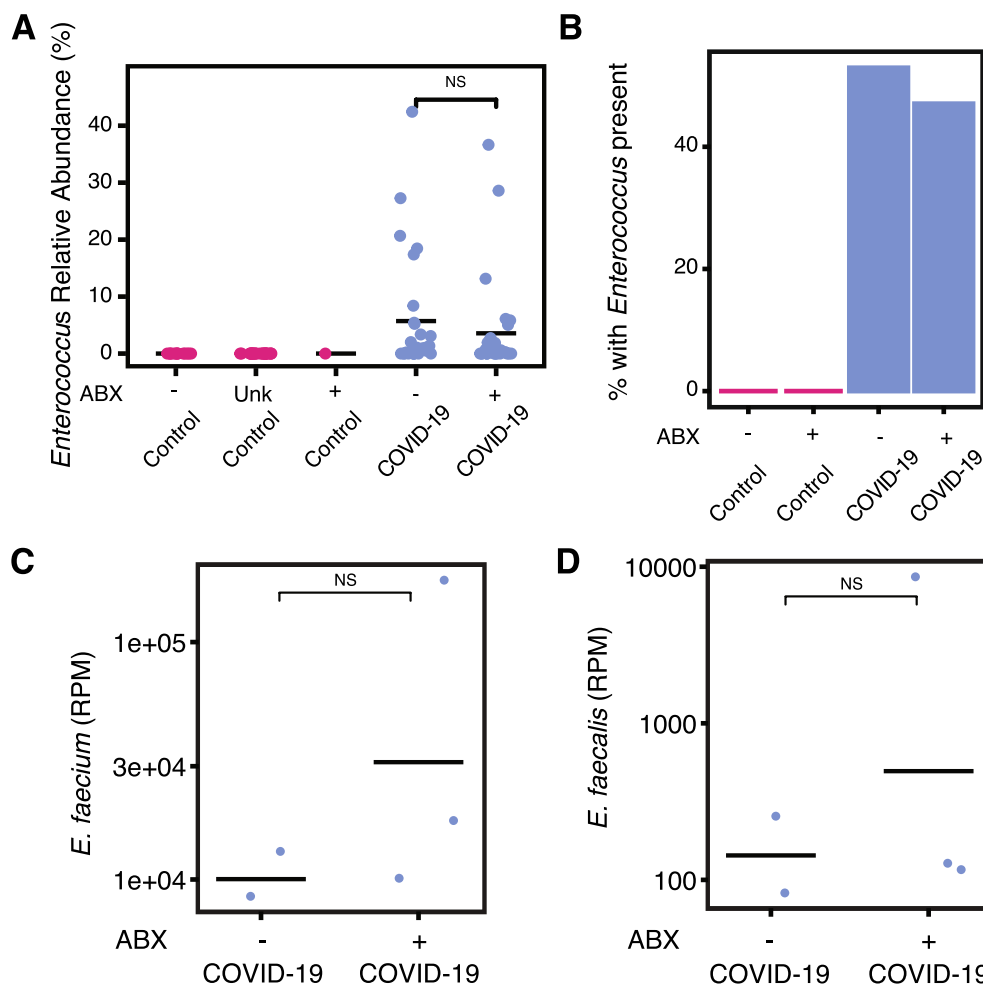 A
Enterococcus Relative Abundance (%)
NS
40
30
20
10
0
ABX - Unk + - +
Control Control Control COVID-19 COVID-19
B
% with Enterococcus present
40
20
0
ABX - + - +
Control Control COVID-19 COVID-19
C
E. faecium (RPM)
NS
1e+05
3e+04
1e+04
ABX - +
COVID-19 COVID-19
D
E. faecalis (RPM)
10000
NS
1000
100
ABX - +
COVID-19 COVID-19